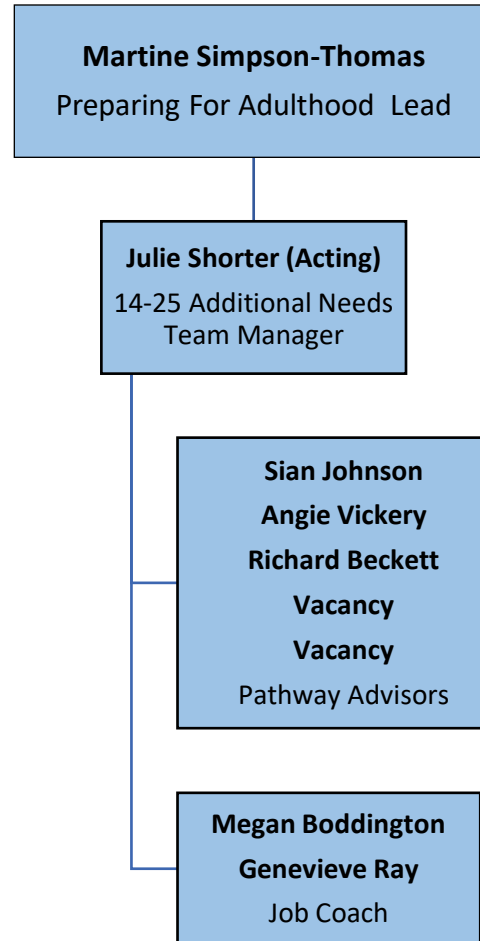 Martine Simpson-Thomas
Preparing For Adulthood Lead
Julie Shorter (Acting)
14-25 Additional Needs
Team Manager
Sian Johnson
Angie Vickery
Richard Beckett
Vacancy
Vacancy
Pathway Advisors
Megan Boddington
Genevieve Ray
Job Coach